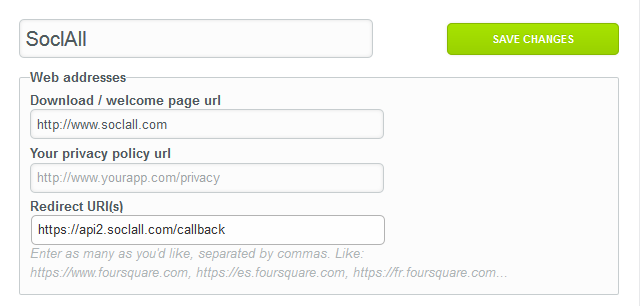 SoclAll
SAVE CHANGES
Web addresses
Download / welcome page url
http://www.soclall.com
Your privacy policy url
http://www.yourapp.com/privacy
Redirect URI(s)
https://api2.soclall.com/callback
Enter as many as you'd like, separated by commas. Like:
https://www.foursquare.com, https://es.foursquare.com, https://fr.foursquare.com...